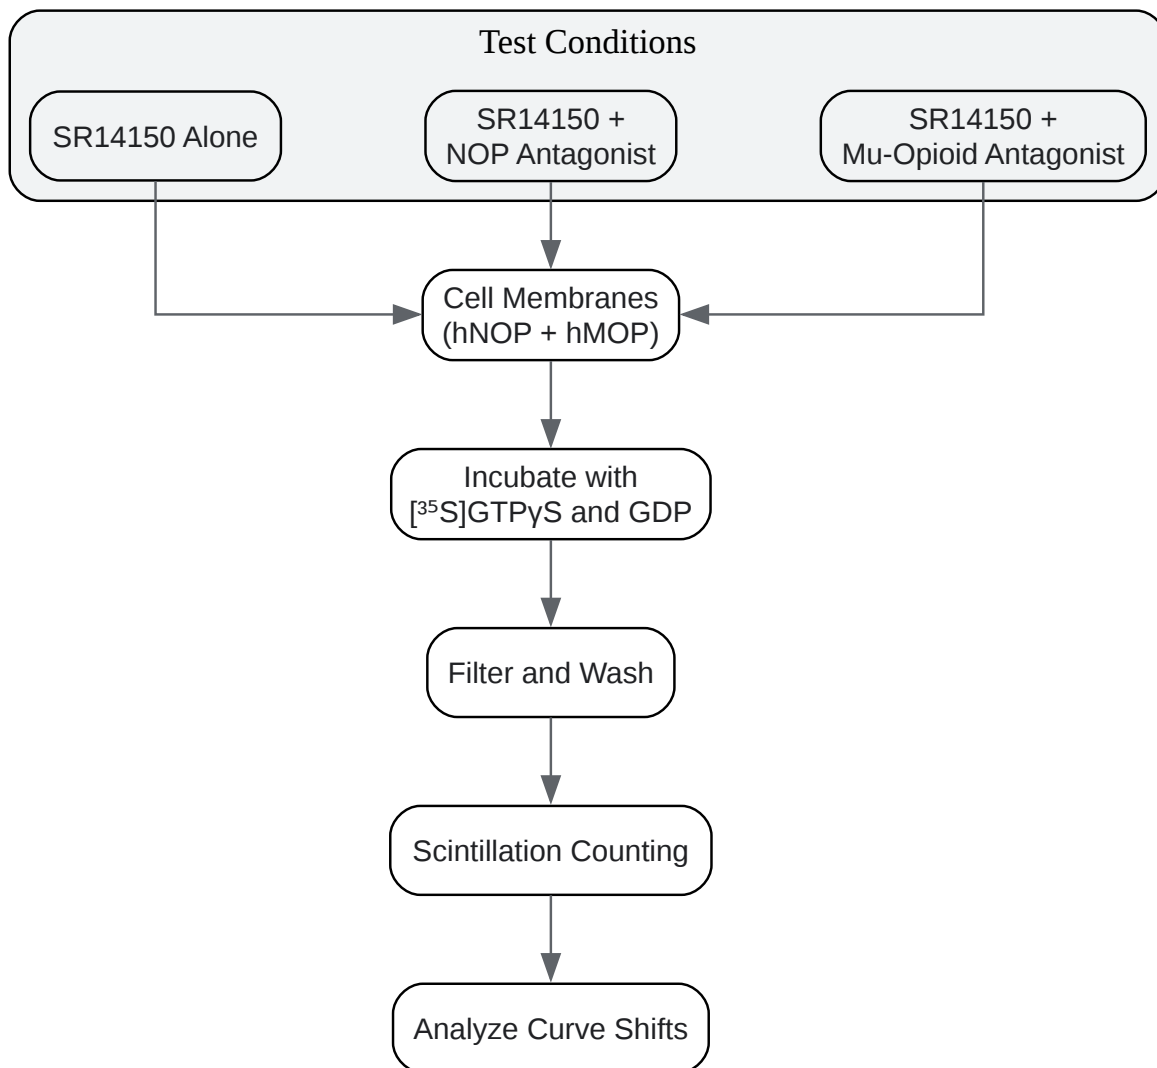 Test Conditions
SR14150 Alone
SR14150 +
NOP Antagonist
SR14150 +
Mu-Opioid Antagonist
Cell Membranes
(hNOP + hMOP)
Incubate with
[³⁵S]GTPγS and GDP
Filter and Wash
Scintillation Counting
Analyze Curve Shifts